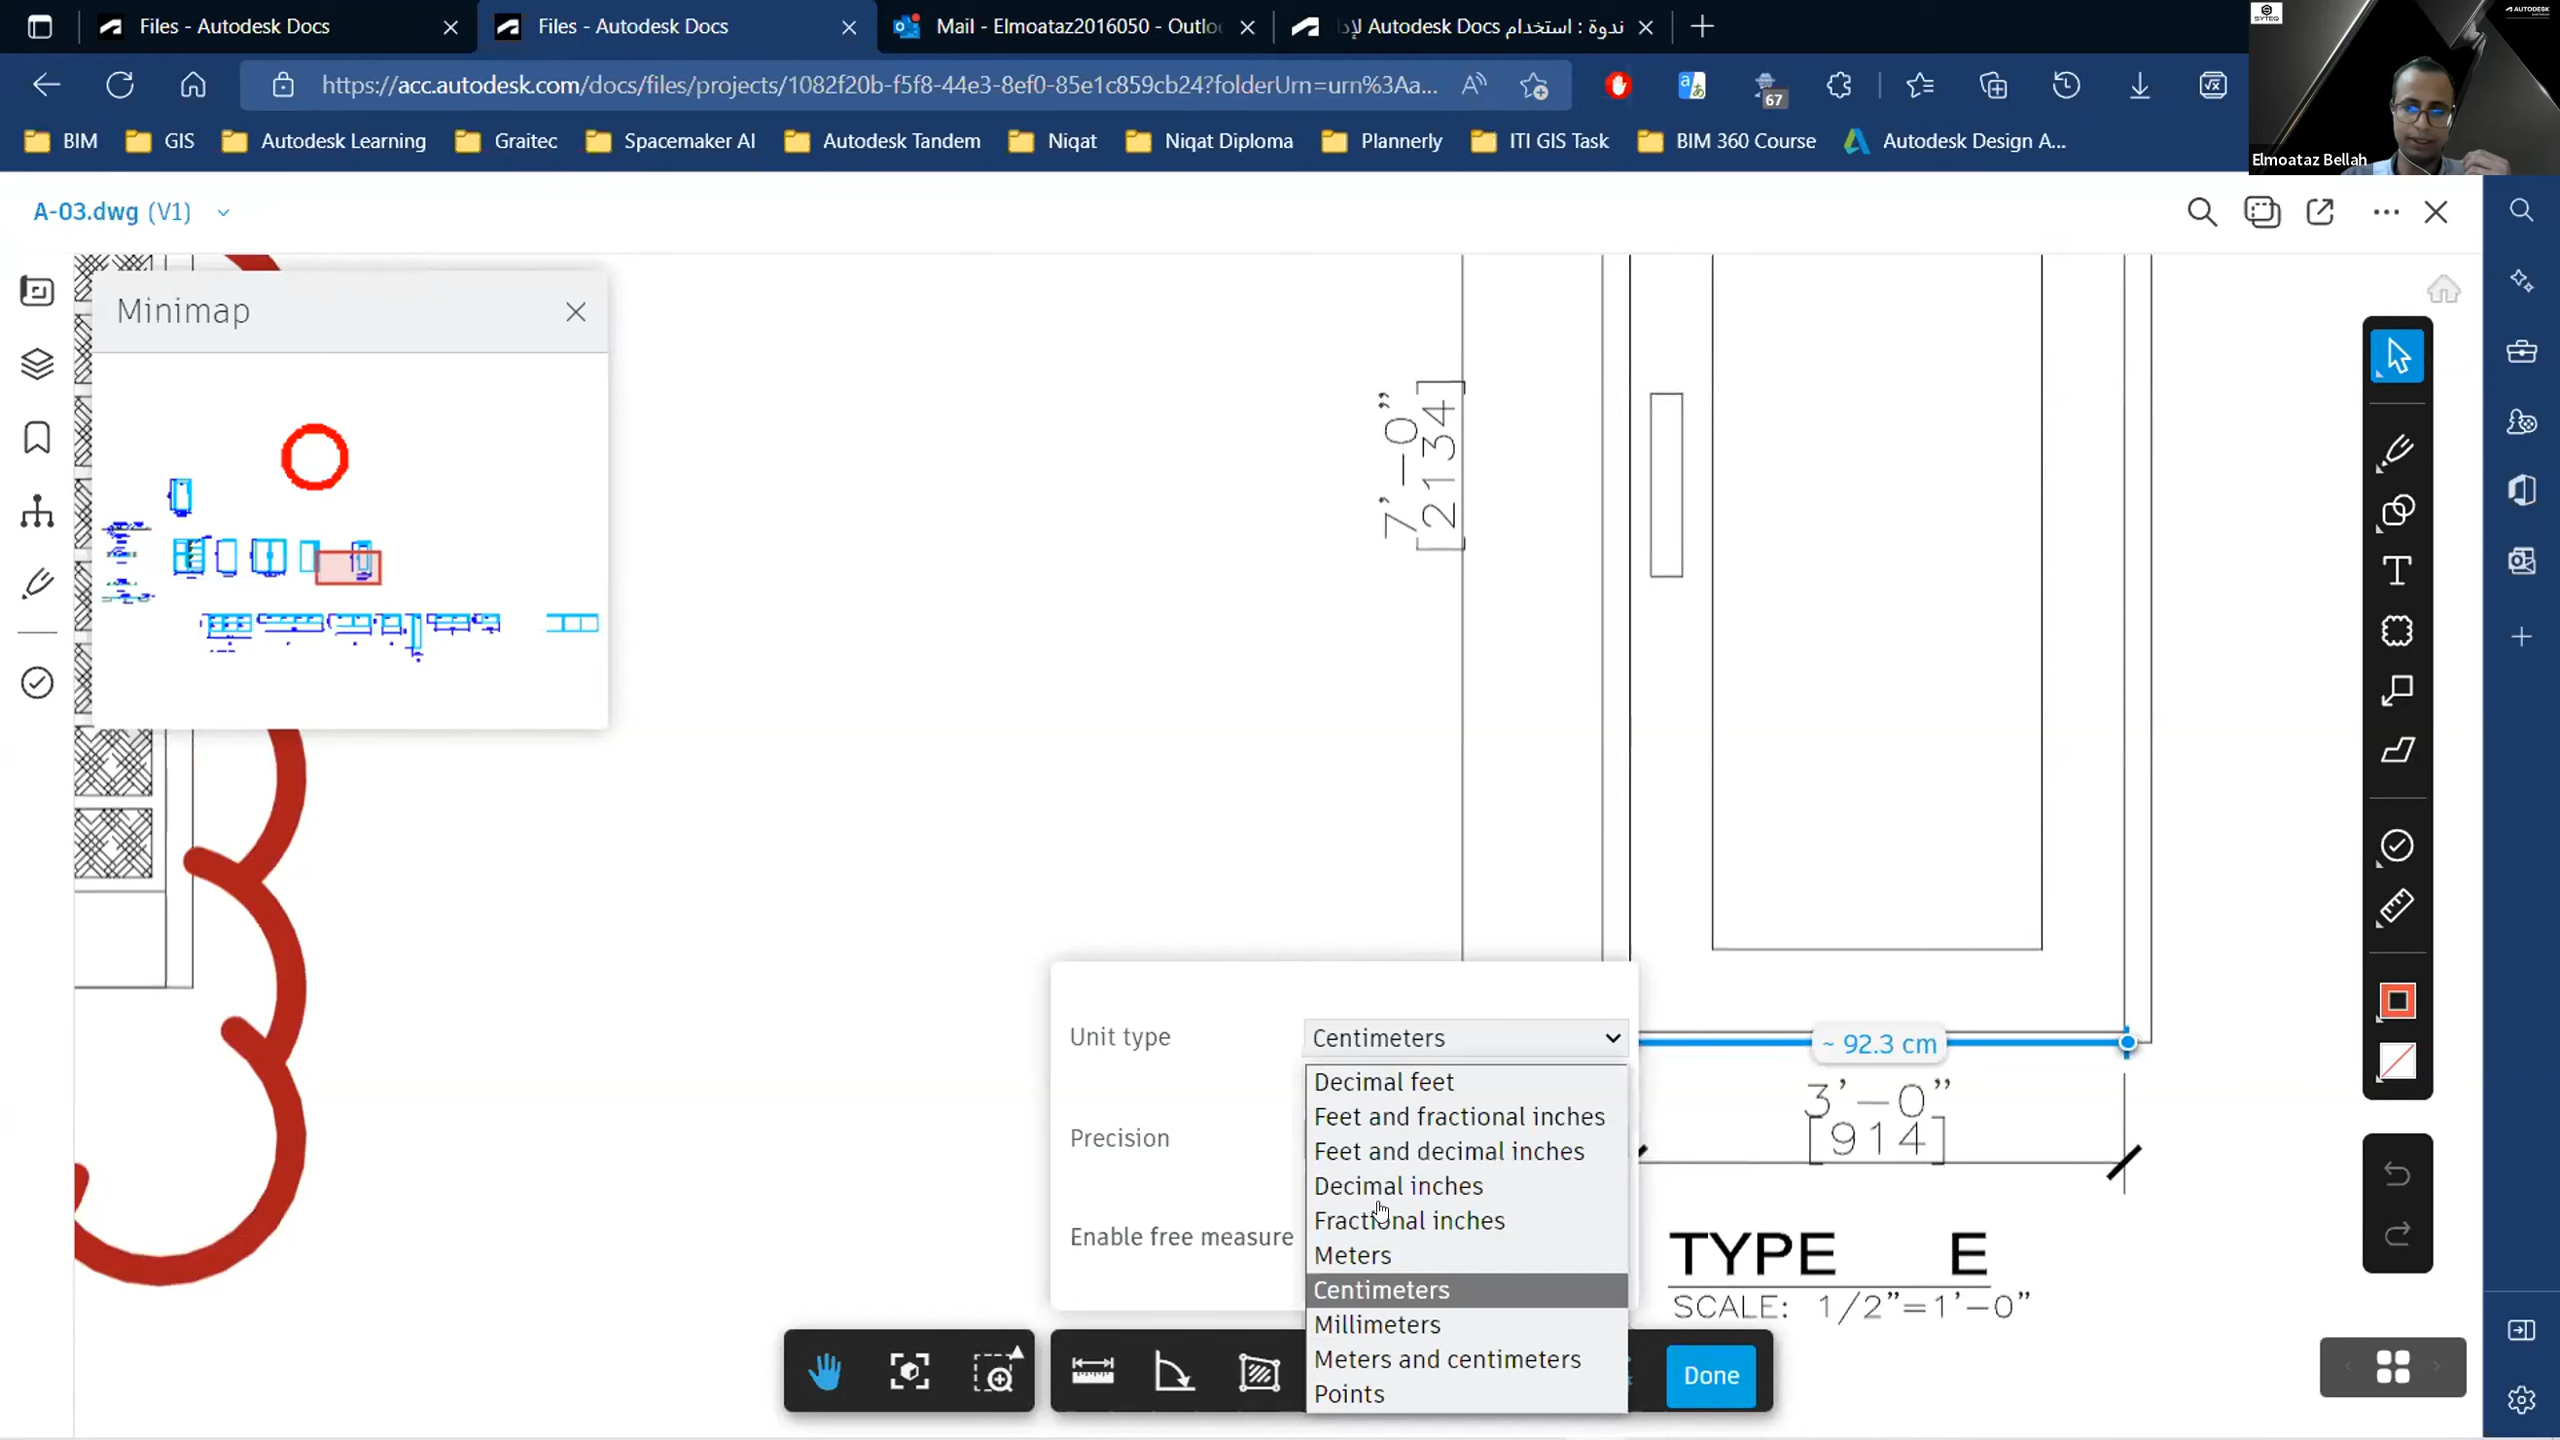 Files - Autodesk Docs
Files - Autodesk Docs
Mail - Elmoataz2016050 - Outlo
ندوة : استخدام Autodesk Docs لإدا
https://acc.autodesk.com/docs/files/projects/1082f20b-f5f8-44e3-8ef0-85e1c859cb24?folderUrn=urn%3Aa...
67
BIM
GIS
Autodesk Learning
Graitec
Spacemaker AI
Autodesk Tandem
Niqat
Niqat Diploma
Plannerly
ITI GIS Task
BIM 360 Course
Autodesk Design A...
SYTEQ
AUTODESK
Elmoataz Bellah
A-03.dwg (V1)
Minimap
7'-0"
[2134]
Unit type
Centimeters
Decimal feet
Feet and fractional inches
Feet and decimal inches
Decimal inches
Fractional inches
Meters
Centimeters
Millimeters
Meters and centimeters
Points
Precision
Enable free measure
~ 92.3 cm
3'-0"
[914]
TYPE E
SCALE: 1/2"=1'-0"
Done